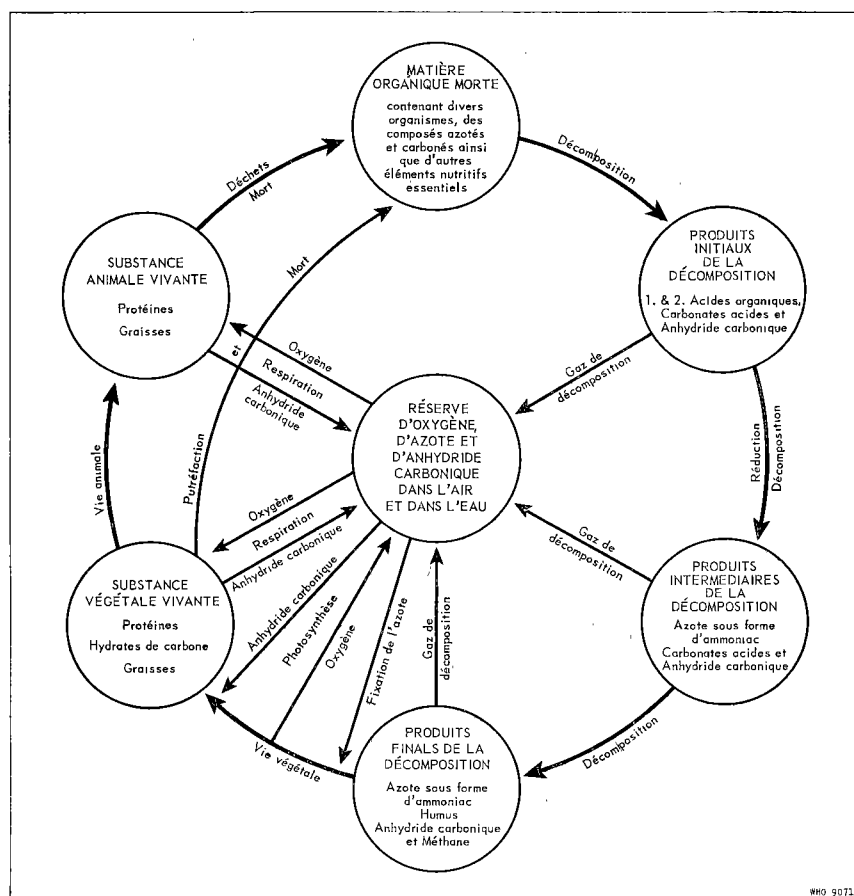 MATIÈRE
ORGANIQUE MORTE
contenant divers
organismes, des
composés azotés
et carbonés ainsi
que d'autres
éléments nutritifs
essentiels
Décomposition
PRODUITS
INITIAUX
DE LA
DÉCOMPOSITION
1. & 2. Acides organiques,
Carbonates acides et
Anhydride carbonique
Réduction
Décomposition
PRODUITS
INTERMEDIAIRES
DE LA
DÉCOMPOSITION
Azote sous forme
d'ammoniac
Carbonates acides et
Anhydride carbonique
Décomposition
PRODUITS
FINALS DE LA
DÉCOMPOSITION
Azote sous forme
d'ammoniac
Humus
Anhydride carbonique
et Méthane
Vie végétale
SUBSTANCE
VÉGÉTALE VIVANTE
Protéines
Hydrates de carbone
Graisses
Vie animale
SUBSTANCE
ANIMALE VIVANTE
Protéines
Graisses
Déchets
Mort
Putréfaction et Mort
Oxygène
Respiration
Anhydride
carbonique
RÉSERVE
D'OXYGÈNE,
D'AZOTE ET
D'ANHYDRIDE
CARBONIQUE
DANS L'AIR
ET DANS L'EAU
Gaz de
décomposition
Gaz de
décomposition
Gaz de
décomposition
Oxygène
Respiration
Anhydride carbonique
Anhydride carbonique
Photosynthèse
Oxygène
Fixation de l'azote
WHO 9071